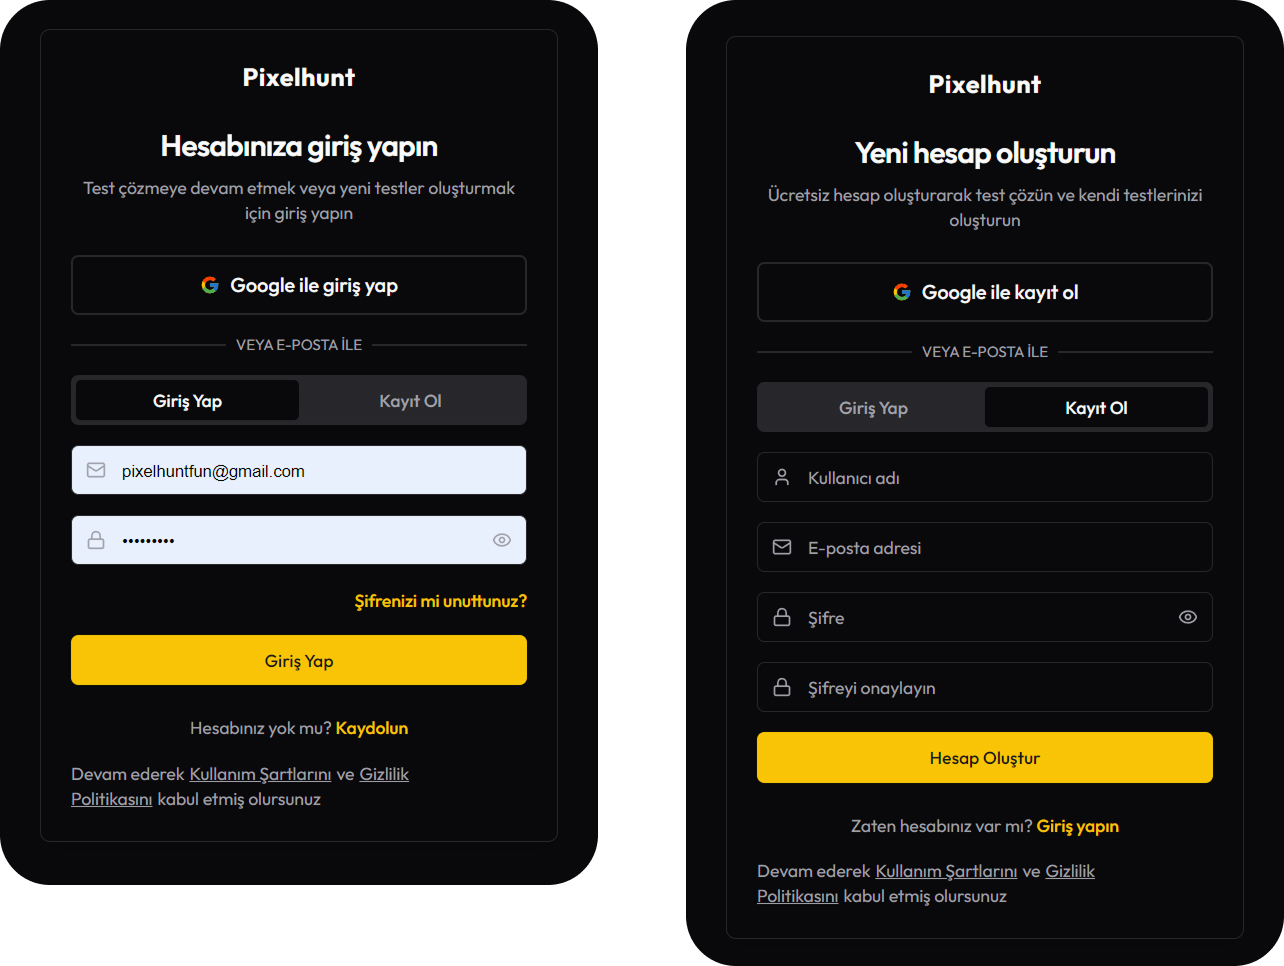 Pixelhunt
Hesabınıza giriş yapın
Test çözmeye devam etmek veya yeni testler oluşturmak
için giriş yapın
Google ile giriş yap
VEYA E-POSTA İLE
Giriş Yap
Kayıt Ol
pixelhuntfun@gmail.com
•••••••••
Şifrenizi mi unuttunuz?
Giriş Yap
Hesabınız yok mu? Kaydolun
Devam ederek Kullanım Şartlarını ve Gizlilik
Politikasını kabul etmiş olursunuz
Pixelhunt
Yeni hesap oluşturun
Ücretsiz hesap oluşturarak test çözün ve kendi testlerinizi
oluşturun
Google ile kayıt ol
VEYA E-POSTA İLE
Giriş Yap
Kayıt Ol
Kullanıcı adı
E-posta adresi
Şifre
Şifreyi onaylayın
Hesap Oluştur
Zaten hesabınız var mı? Giriş yapın
Devam ederek Kullanım Şartlarını ve Gizlilik
Politikasını kabul etmiş olursunuz